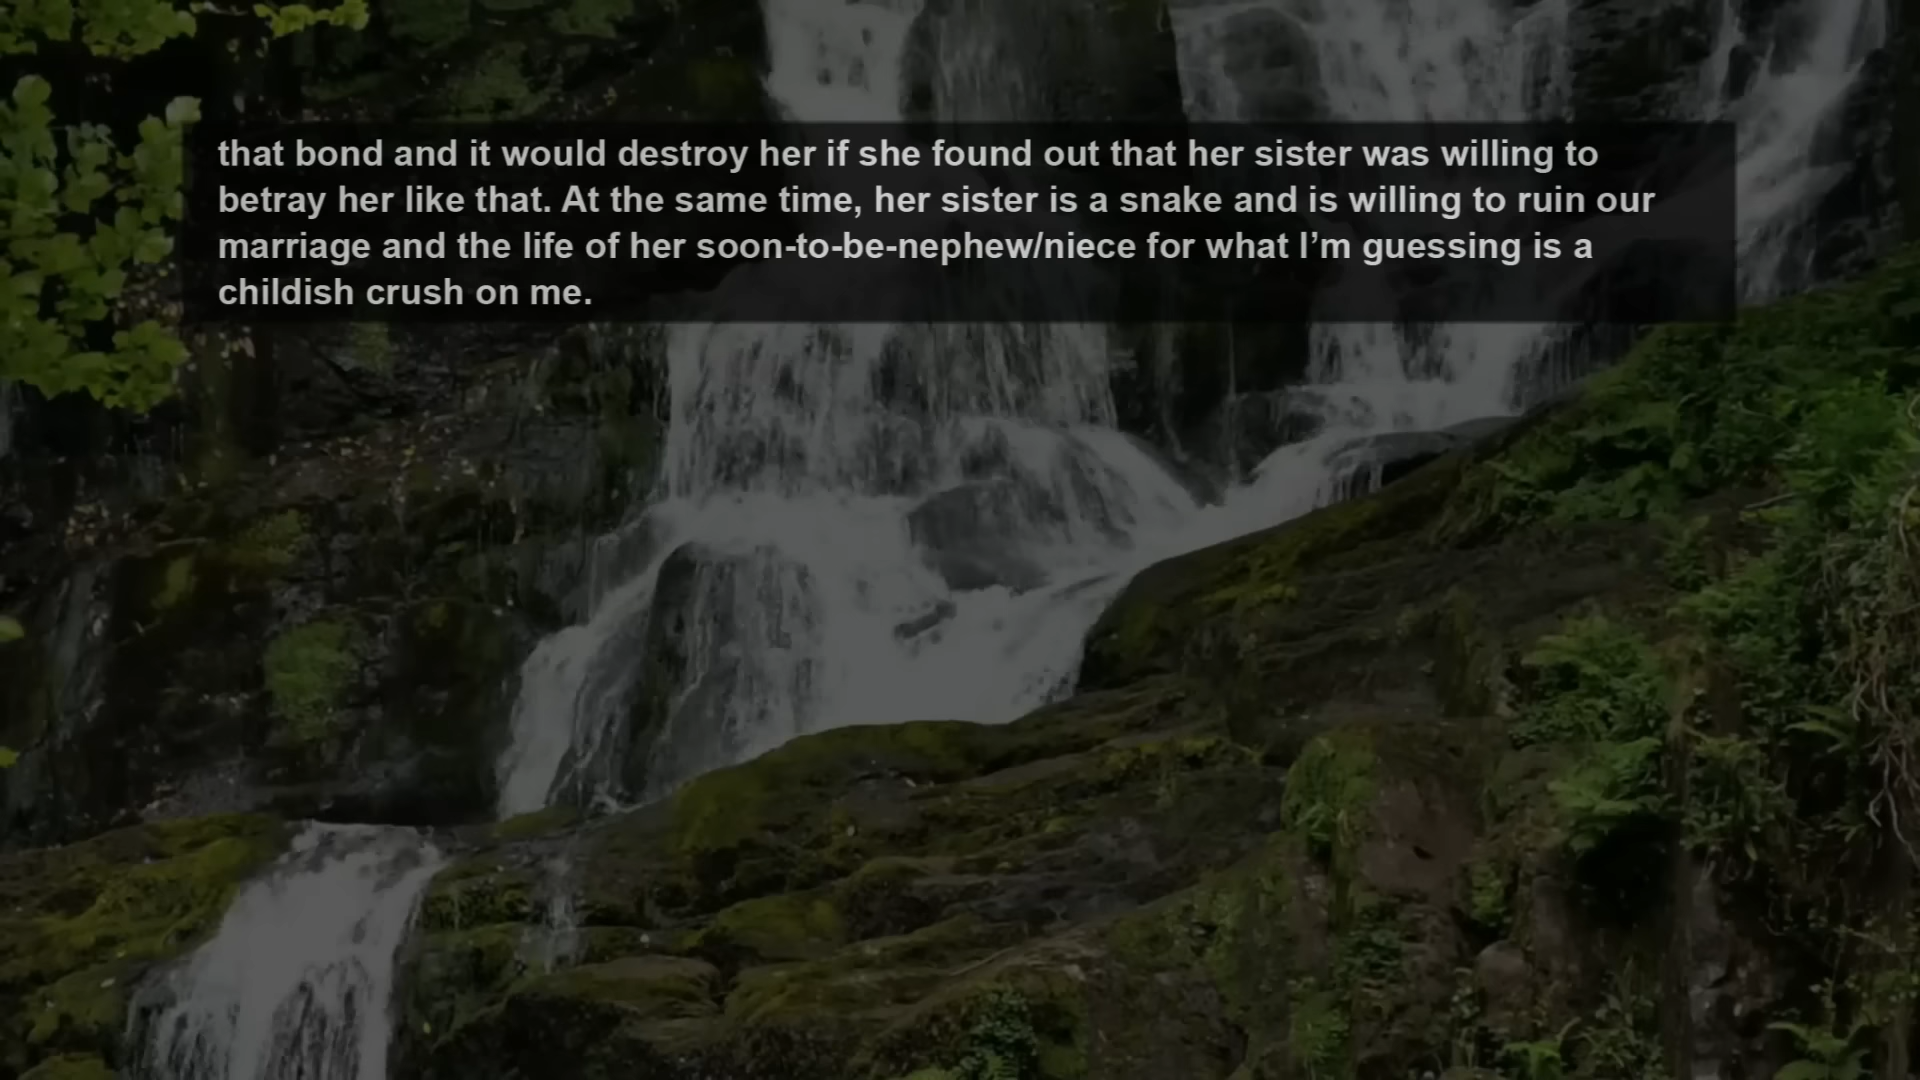 that bond and it would destroy her if she found out that her sister was willing to
betray her like that. At the same time, her sister is a snake and is willing to ruin our
marriage and the life of her soon-to-be-nephew/niece for what I’m guessing is a
childish crush on me.